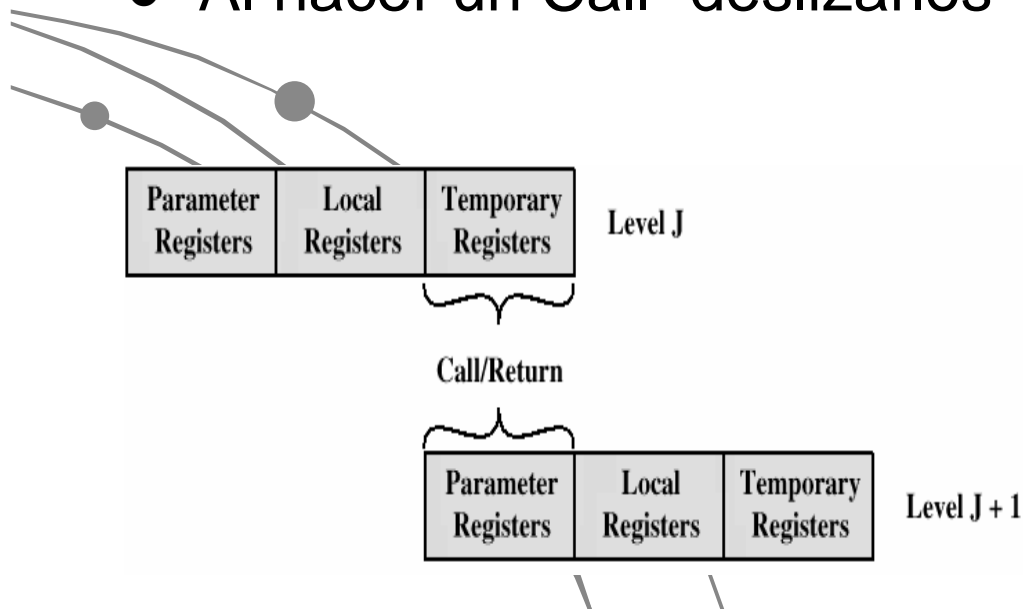 Al hacer un Call deslizamos
Parameter Registers
Local Registers
Temporary Registers
Level J
Call/Return
Parameter Registers
Local Registers
Temporary Registers
Level J + 1